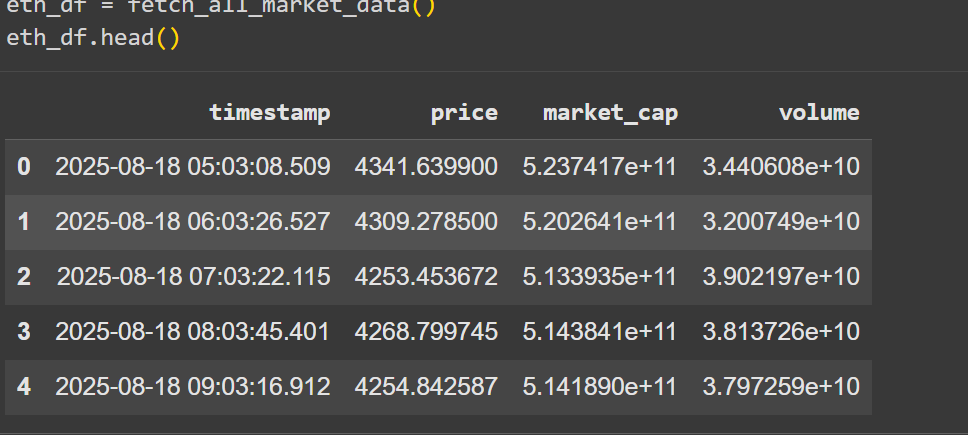 eth_df = fetch_all_market_data()
eth_df.head()
timestamp price market_cap volume
0 2025-08-18 05:03:08.509 4341.639900 5.237417e+11 3.440608e+10
1 2025-08-18 06:03:26.527 4309.278500 5.202641e+11 3.200749e+10
2 2025-08-18 07:03:22.115 4253.453672 5.133935e+11 3.902197e+10
3 2025-08-18 08:03:45.401 4268.799745 5.143841e+11 3.813726e+10
4 2025-08-18 09:03:16.912 4254.842587 5.141890e+11 3.797259e+10